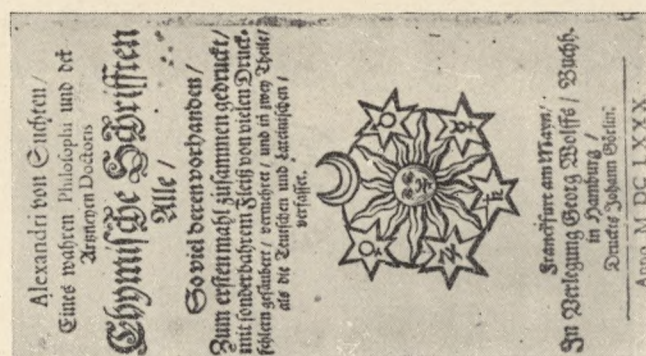 Alexandri von Suchten /
Eines wahren Philosophi und der
Artzneyen Doctoris
Chymische Schrifften
Alle /
So viel deren vorhanden /
Zum erstenmahl zusammen gedruckt /
mit sonderbahrem Fleiß von vielen Druck-
fehlern gesäubert / vermehret / und in zwey Theile /
als die Teutschen und Lateinischen /
verfasset.
Franckfurt am Mayn /
In Verlegung Georg Wolffs / Buchh.
in Hamburg /
Druckts Johann Görlin.
Anno M DC LXXX